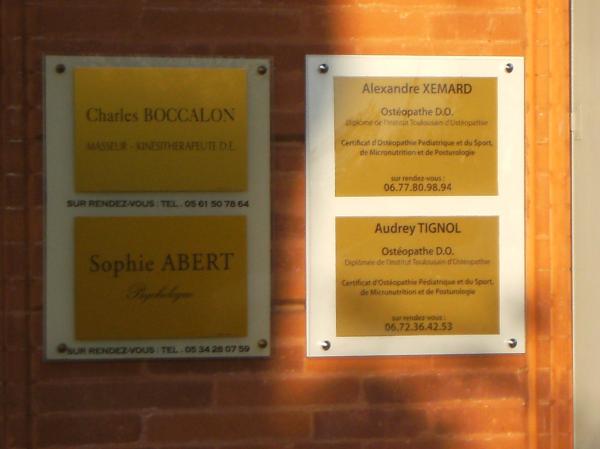 Charles BOCCALON
MASSEUR - KINESITHERAPEUTE D.E.
SUR RENDEZ-VOUS : TEL . 05 61 50 78 64
Sophie ABERT
Psychologue
SUR RENDEZ-VOUS : TEL . 05 34 28 07 59
Alexandre XEMARD
Ostéopathe D.O.
Diplômé de l'Institut Toulousain d'Ostéopathie
Certificat d'Ostéopathie Pédiatrique et du Sport,
de Micronutrition et de Posturologie
sur rendez-vous :
06.77.80.98.94
Audrey TIGNOL
Ostéopathe D.O.
Diplômée de l'Institut Toulousain d'Ostéopathie
Certificat d'Ostéopathie Pédiatrique et du Sport,
de Micronutrition et de Posturologie
sur rendez-vous :
06.72.36.42.53